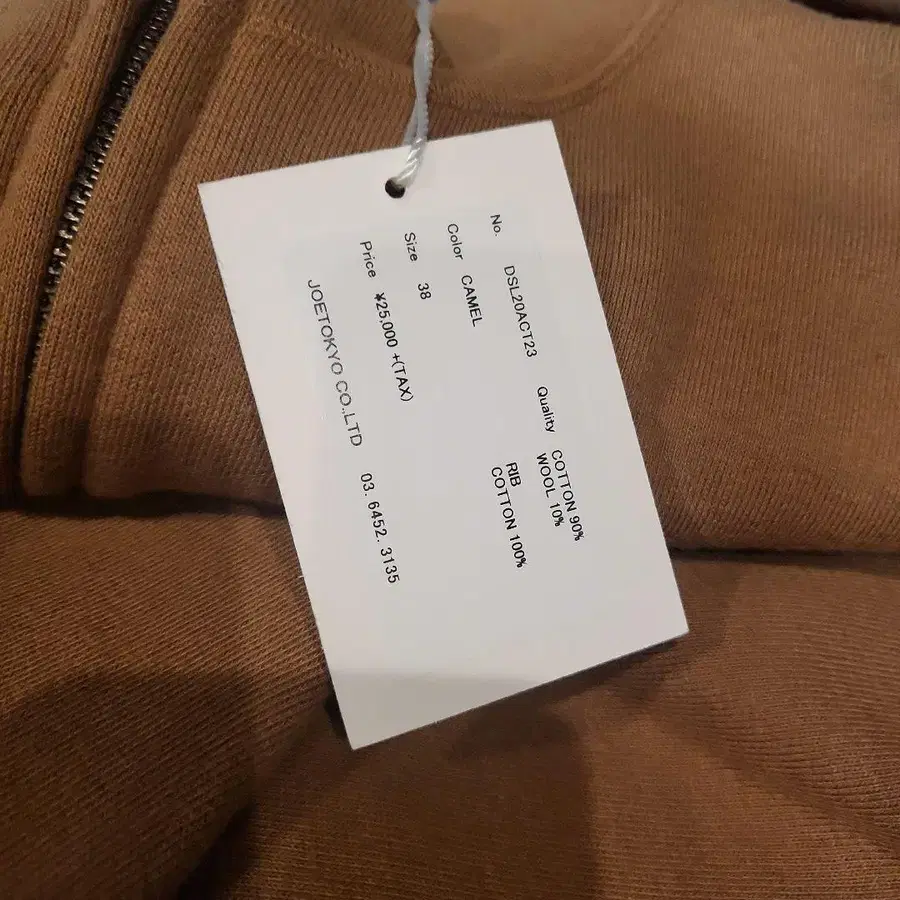 No. DSL20ACT23 Quality COTTON 90%
WOOL 10%
Color CAMEL RIB
COTTON 100%
Size 38
Price ¥25,000 +(TAX)
JOETOKYO CO.,LTD 03. 6452. 3135